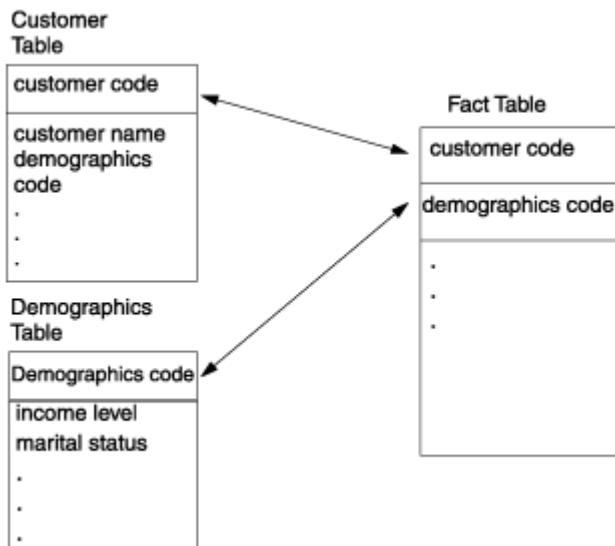 Customer
Table
customer code
customer name
demographics
code
.
.
.
Demographics
Table
Demographics code
income level
marital status
.
.
.
Fact Table
customer code
demographics code
.
.
.